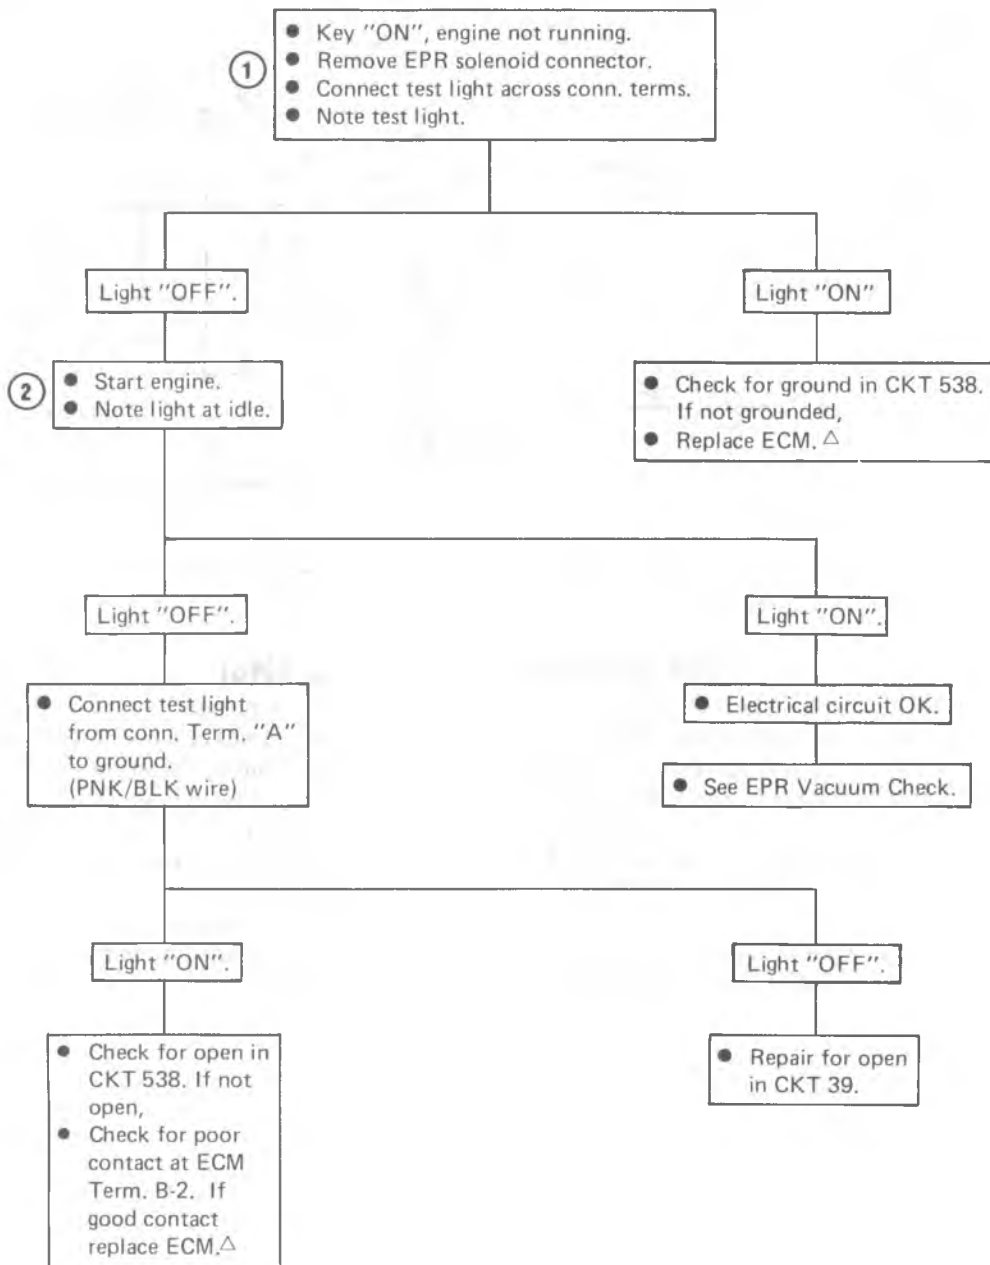 1
● Key "ON", engine not running.
● Remove EPR solenoid connector.
● Connect test light across conn. terms.
● Note test light.
Light "OFF".
Light "ON"
2
● Start engine.
● Note light at idle.
● Check for ground in CKT 538.
If not grounded,
● Replace ECM. △
Light "OFF".
Light "ON".
● Connect test light
from conn. Term. "A"
to ground.
(PNK/BLK wire)
● Electrical circuit OK.
● See EPR Vacuum Check.
Light "ON".
Light "OFF".
● Check for open in
CKT 538. If not
open,
● Check for poor
contact at ECM
Term. B-2. If
good contact
replace ECM.△
● Repair for open
in CKT 39.